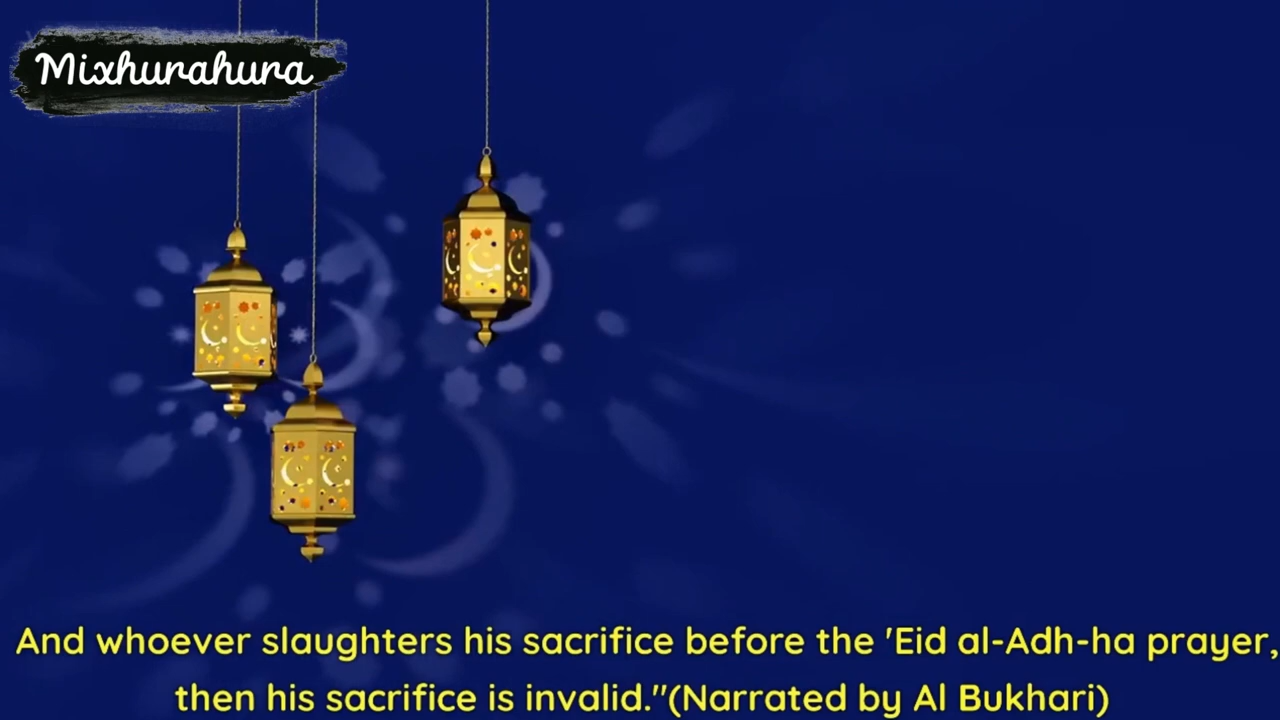 Mixhurahura
And whoever slaughters his sacrifice before the 'Eid al-Adh-ha prayer,
then his sacrifice is invalid."(Narrated by Al Bukhari)